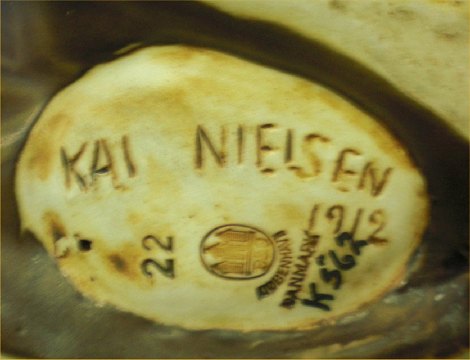 KAI NIELSEN
1912
22
KØBENHAVN
DANMARK
K562